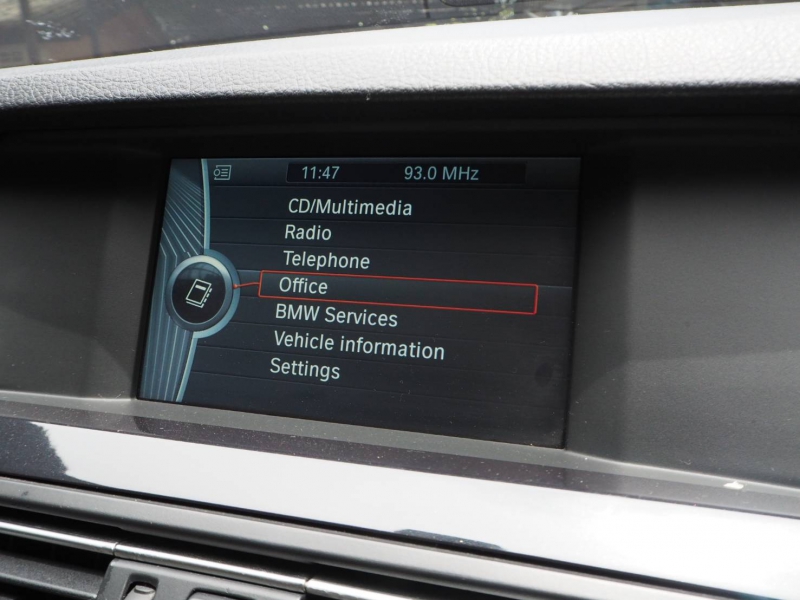 11:47 93.0 MHz
CD/Multimedia
Radio
Telephone
Office
BMW Services
Vehicle information
Settings